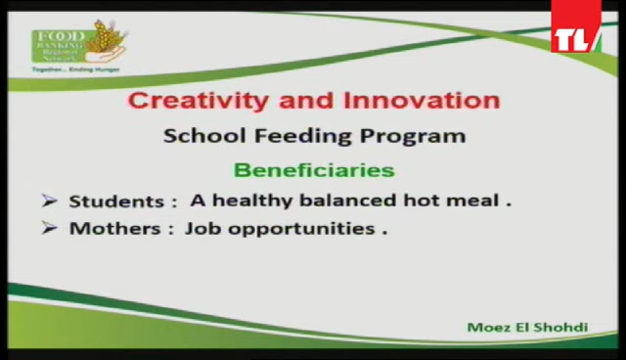 FOOD
BANKING
Regional
Network
Together... Ending Hunger
TL
Creativity and Innovation
School Feeding Program
Beneficiaries
Students : A healthy balanced hot meal .
Mothers : Job opportunities .
Moez El Shohdi